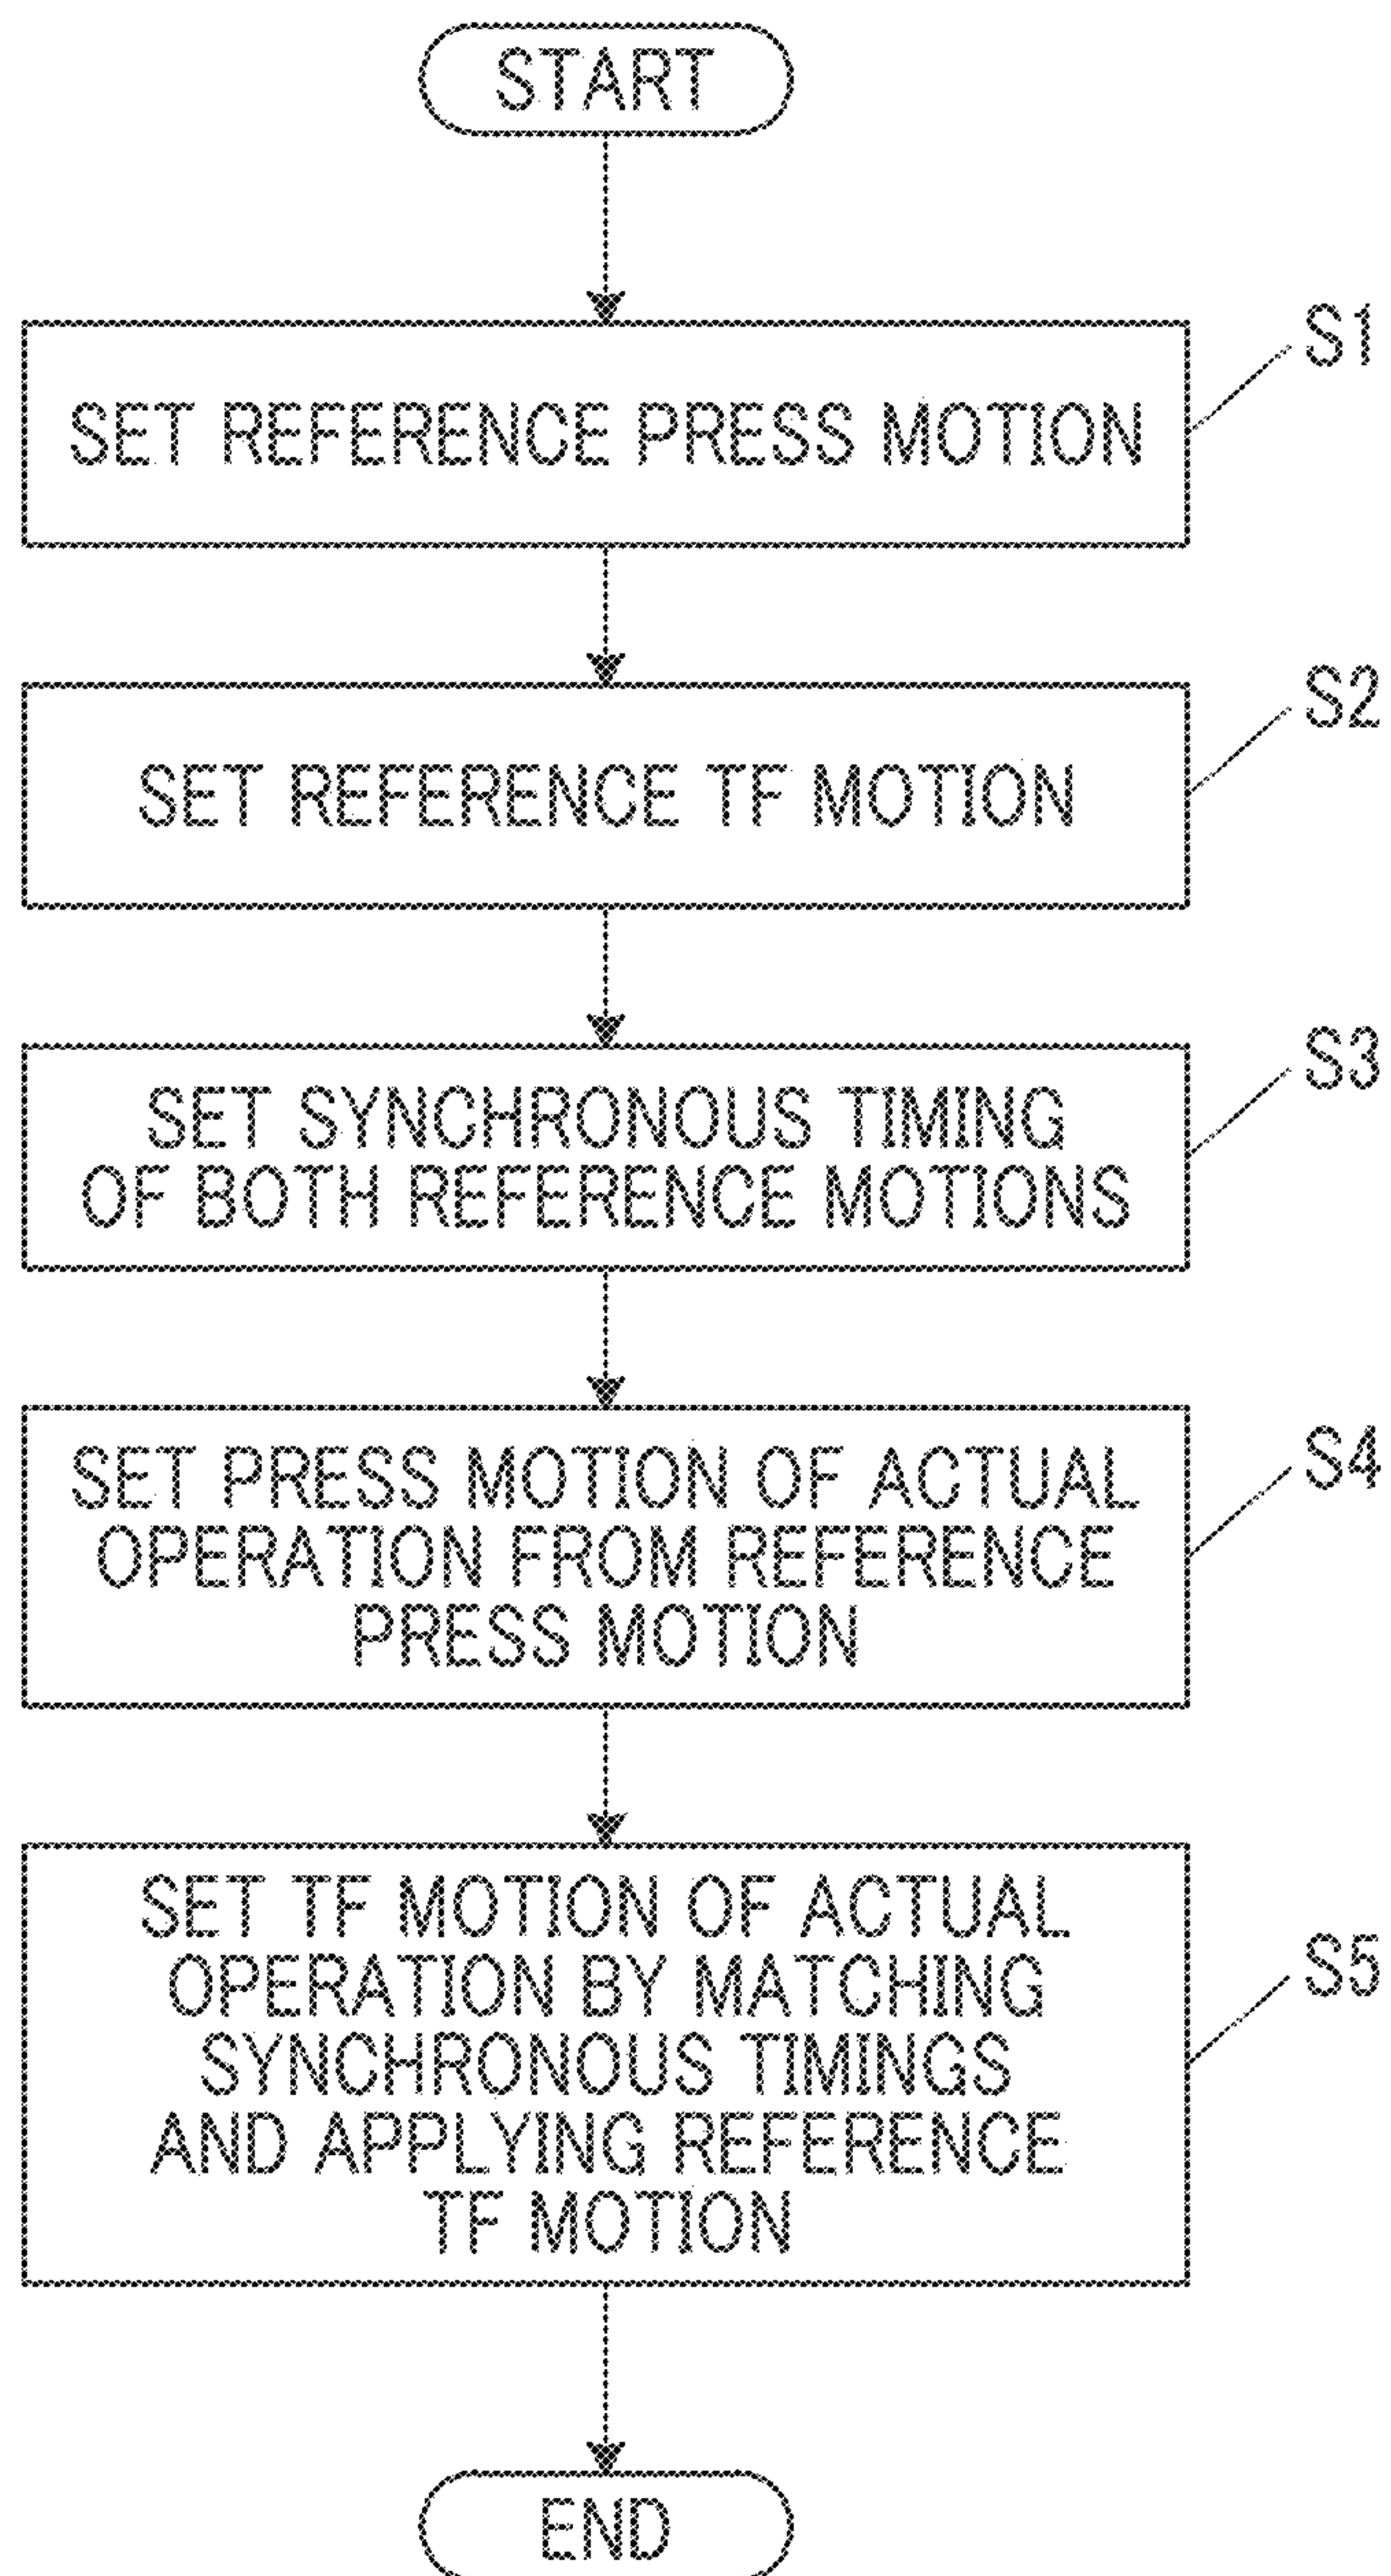 START
S1
SET REFERENCE PRESS MOTION
S2
SET REFERENCE TF MOTION
S3
SET SYNCHRONOUS TIMING
OF BOTH REFERENCE MOTIONS
S4
SET PRESS MOTION OF ACTUAL
OPERATION FROM REFERENCE
PRESS MOTION
S5
SET TF MOTION OF ACTUAL
OPERATION BY MATCHING
SYNCHRONOUS TIMINGS
AND APPLYING REFERENCE
TF MOTION
END